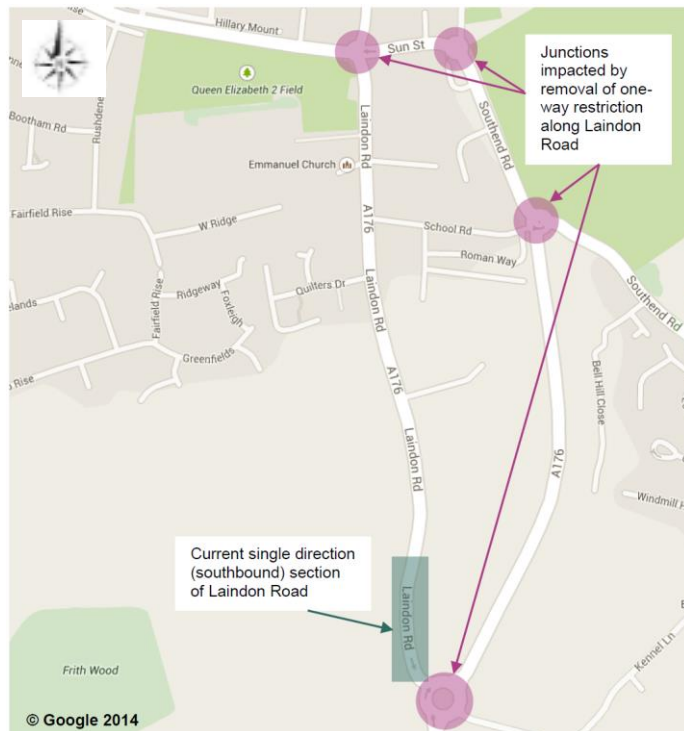 Hillary Mount
Sun St
Queen Elizabeth 2 Field
Rushdene
Bootham Rd
Laindon Rd
Southend Rd
Junctions
impacted by
removal of one-
way restriction
along Laindon
Road
Emmanuel Church
Fairfield Rise
W Ridge
A176
School Rd
Roman Way
Quilters Dr
Ridgeway
Foxleigh
Fairfield Rise
Greenfields
elands
o Rise
Laindon Rd
Southend Rd
A176
Bell Hill Close
Laindon Rd
A176
Windmill H
Current single direction
(southbound) section
of Laindon Road
Laindon Rd
Kennel Ln
Frith Wood
© Google 2014